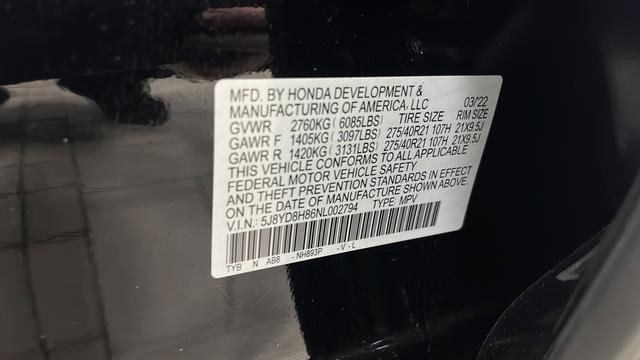 MFD. BY HONDA DEVELOPMENT &
MANUFACTURING OF AMERICA, LLC 03/'22
GVWR 2760KG ( 6085LBS) TIRE SIZE RIM SIZE
GAWR F 1405KG ( 3097LBS) 275/40R21 107H 21X9.5J
GAWR R 1420KG ( 3131LBS) 275/40R21 107H 21X9.5J
THIS VEHICLE CONFORMS TO ALL APPLICABLE
FEDERAL MOTOR VEHICLE SAFETY
AND THEFT PREVENTION STANDARDS IN EFFECT
ON THE DATE OF MANUFACTURE SHOWN ABOVE.
V.I.N.: 5J8YD8H86NL002794 TYPE: MPV
TYB N AB8 -NH893P -V-L